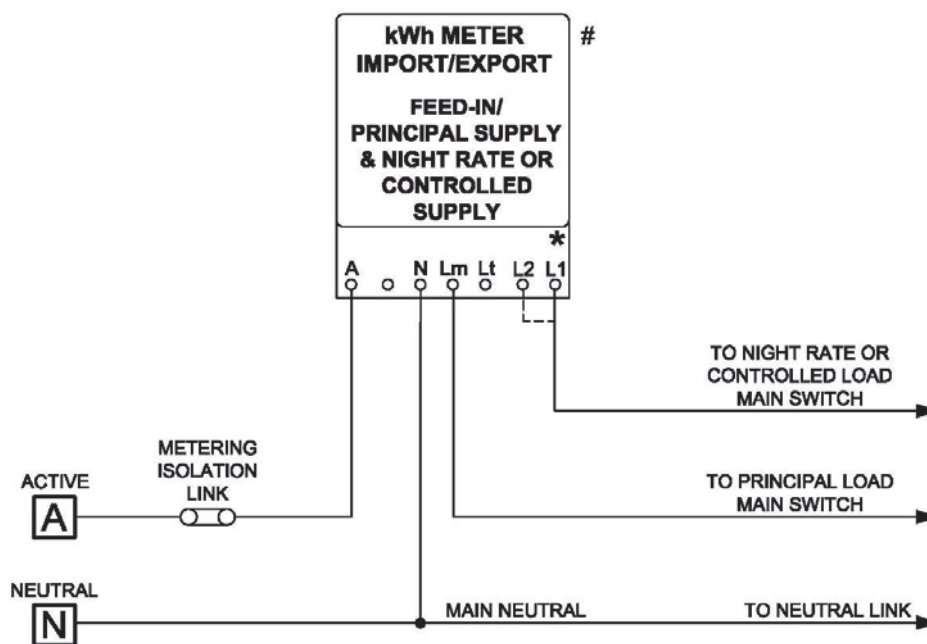 kWh METER
IMPORT/EXPORT
#
FEED-IN/
PRINCIPAL SUPPLY
& NIGHT RATE OR
CONTROLLED
SUPPLY
*
A N Lm Lt L2 L1
TO NIGHT RATE OR
CONTROLLED LOAD
MAIN SWITCH
METERING
ISOLATION
LINK
TO PRINCIPAL LOAD
MAIN SWITCH
ACTIVE
A
NEUTRAL
N
MAIN NEUTRAL
TO NEUTRAL LINK